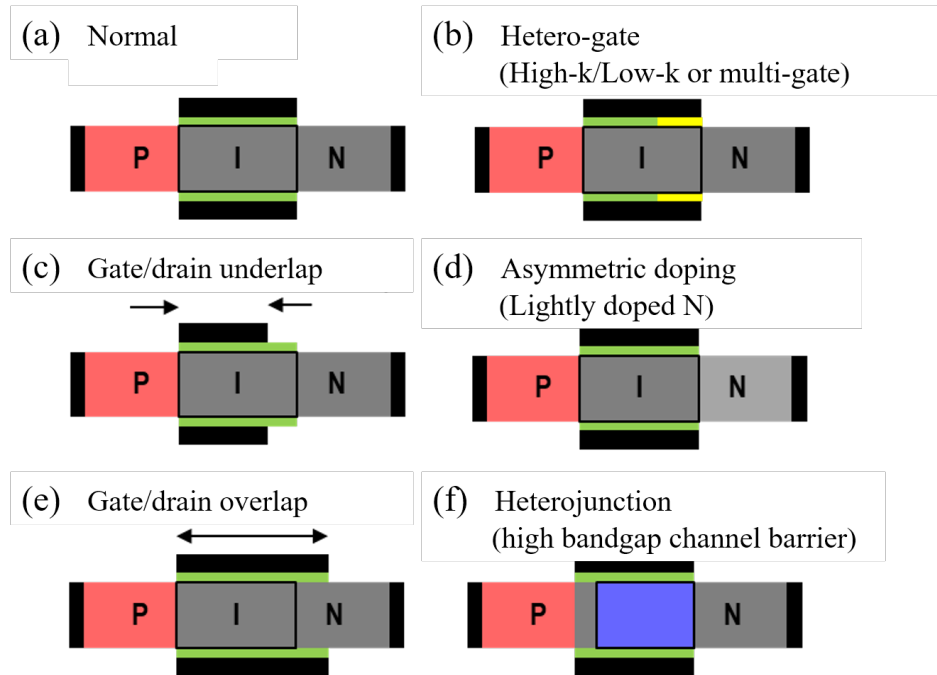 (a) Normal
P I N
(b) Hetero-gate
(High-k/Low-k or multi-gate)
P I N
(c) Gate/drain underlap
P I N
(d) Asymmetric doping
(Lightly doped N)
P I N
(e) Gate/drain overlap
P I N
(f) Heterojunction
(high bandgap channel barrier)
P N